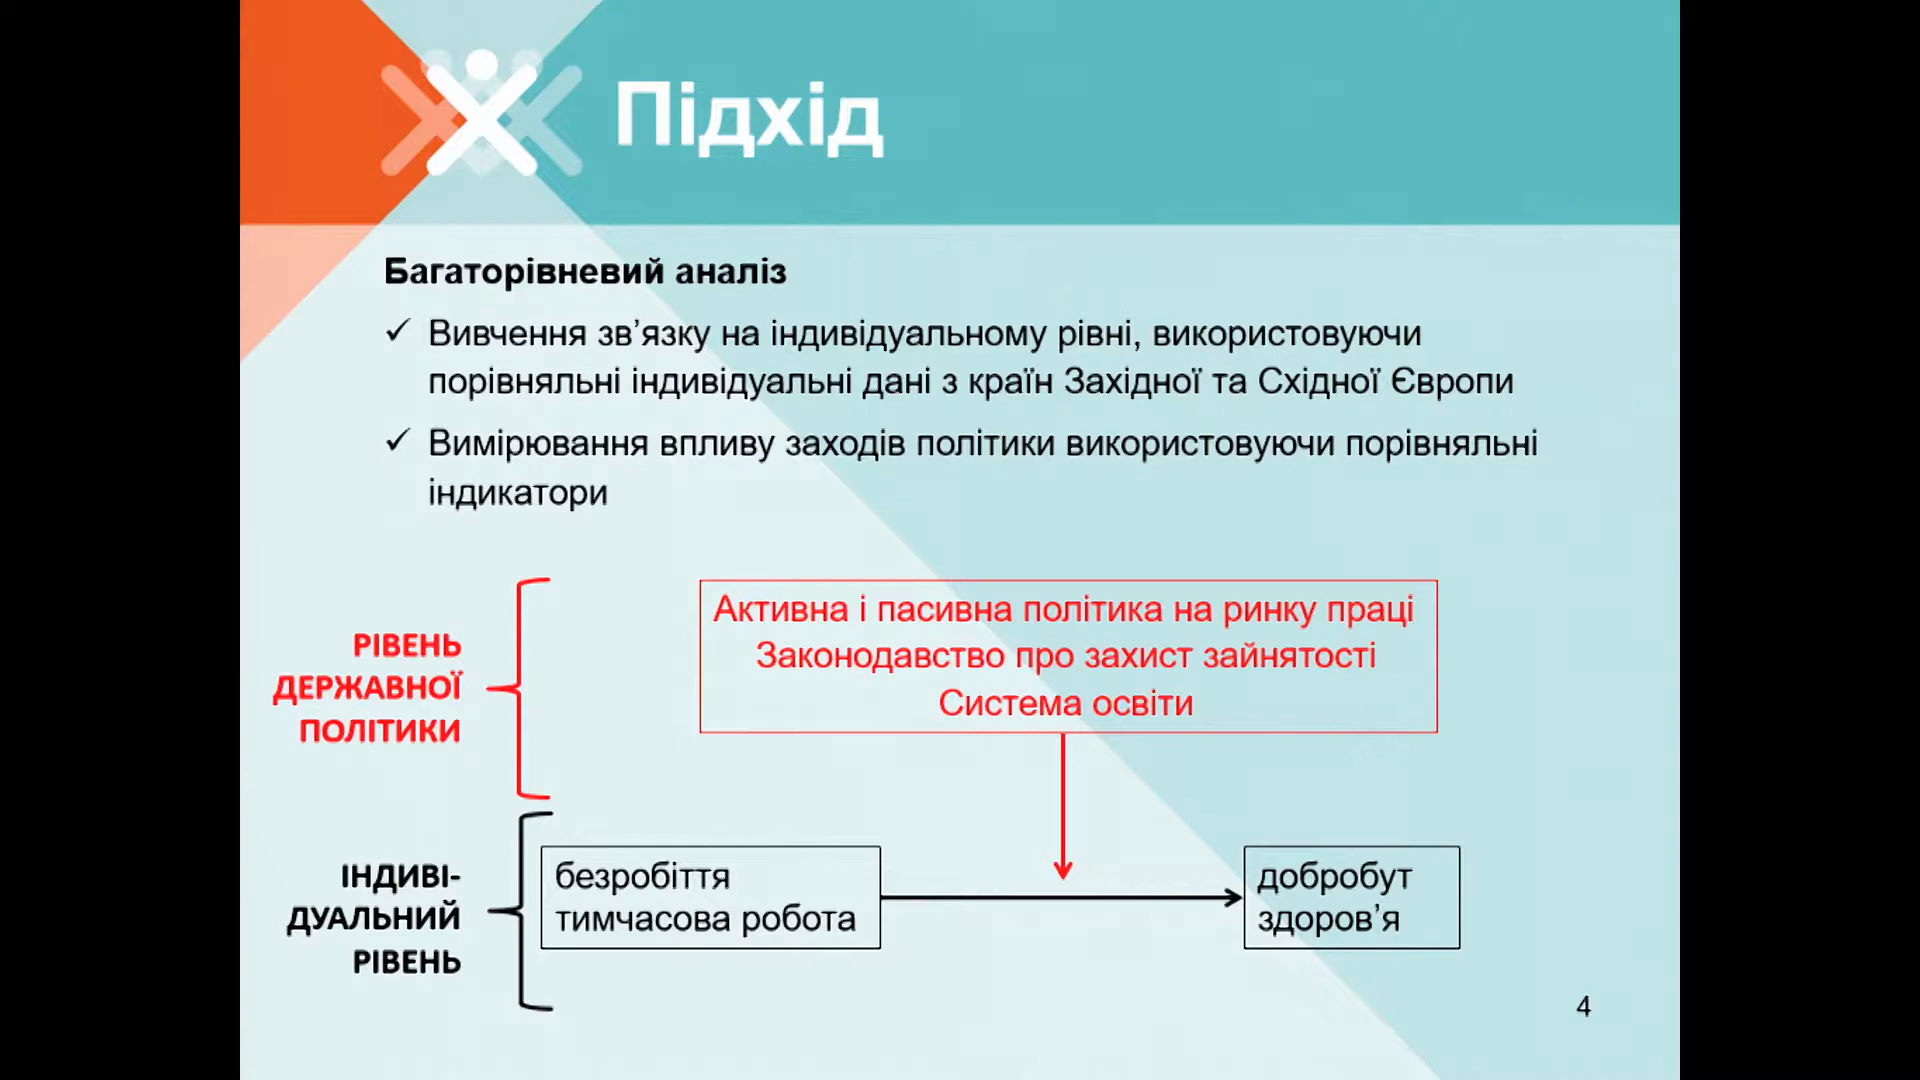 Підхід
Багаторівневий аналіз
✓ Вивчення зв’язку на індивідуальному рівні, використовуючи
порівняльні індивідуальні дані з країн Західної та Східної Європи
✓ Вимірювання впливу заходів політики використовуючи порівняльні
індикатори
РІВЕНЬ
ДЕРЖАВНОЇ
ПОЛІТИКИ
Активна і пасивна політика на ринку праці
Законодавство про захист зайнятості
Система освіти
ІНДИВІ-
ДУАЛЬНИЙ
РІВЕНЬ
безробіття
тимчасова робота
добробут
здоров’я
4